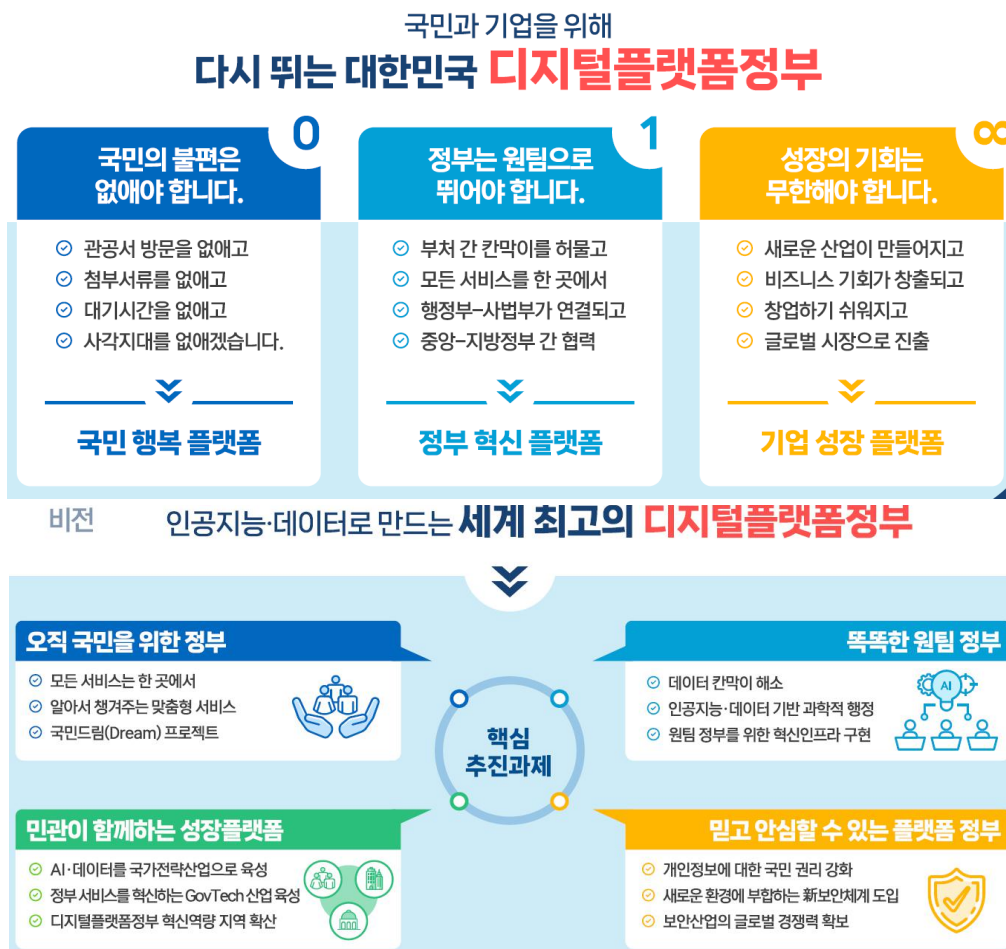 국민과 기업을 위해
다시 뛰는 대한민국 디지털플랫폼정부
0
국민의 불편은
없애야 합니다.
관공서 방문을 없애고
첨부서류를 없애고
대기시간을 없애고
사각지대를 없애겠습니다.
국민 행복 플랫폼
1
정부는 원팀으로
뛰어야 합니다.
부처 간 칸막이를 허물고
모든 서비스를 한 곳에서
행정부-사법부가 연결되고
중앙-지방정부 간 협력
정부 혁신 플랫폼
∞
성장의 기회는
무한해야 합니다.
새로운 산업이 만들어지고
비즈니스 기회가 창출되고
창업하기 쉬워지고
글로벌 시장으로 진출
기업 성장 플랫폼
비전
인공지능·데이터로 만드는 세계 최고의 디지털플랫폼정부
오직 국민을 위한 정부
모든 서비스는 한 곳에서
알아서 챙겨주는 맞춤형 서비스
국민드림(Dream) 프로젝트
똑똑한 원팀 정부
데이터 칸막이 해소
인공지능·데이터 기반 과학적 행정
원팀 정부를 위한 혁신인프라 구현
AI
핵심
추진과제
민관이 함께하는 성장플랫폼
AI·데이터를 국가전략산업으로 육성
정부 서비스를 혁신하는 GovTech 산업 육성
디지털플랫폼정부 혁신역량 지역 확산
믿고 안심할 수 있는 플랫폼 정부
개인정보에 대한 국민 권리 강화
새로운 환경에 부합하는 新보안체계 도입
보안산업의 글로벌 경쟁력 확보